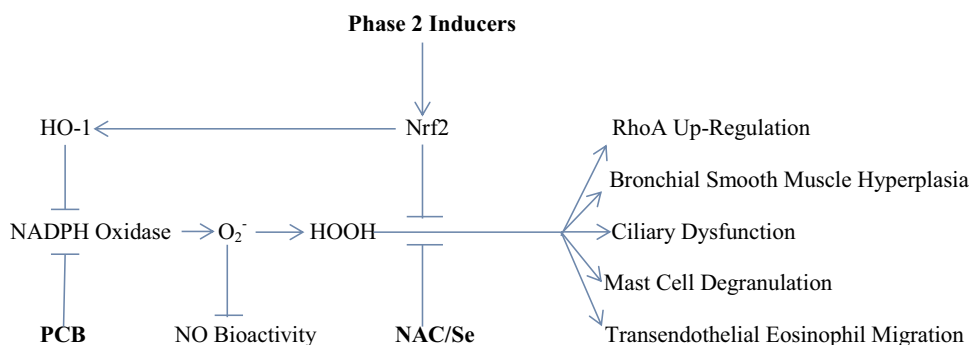 Phase 2 Inducers
HO-1
Nrf2
RhoA Up-Regulation
Bronchial Smooth Muscle Hyperplasia
NADPH Oxidase
O2-
HOOH
Ciliary Dysfunction
Mast Cell Degranulation
PCB
NO Bioactivity
NAC/Se
Transendothelial Eosinophil Migration